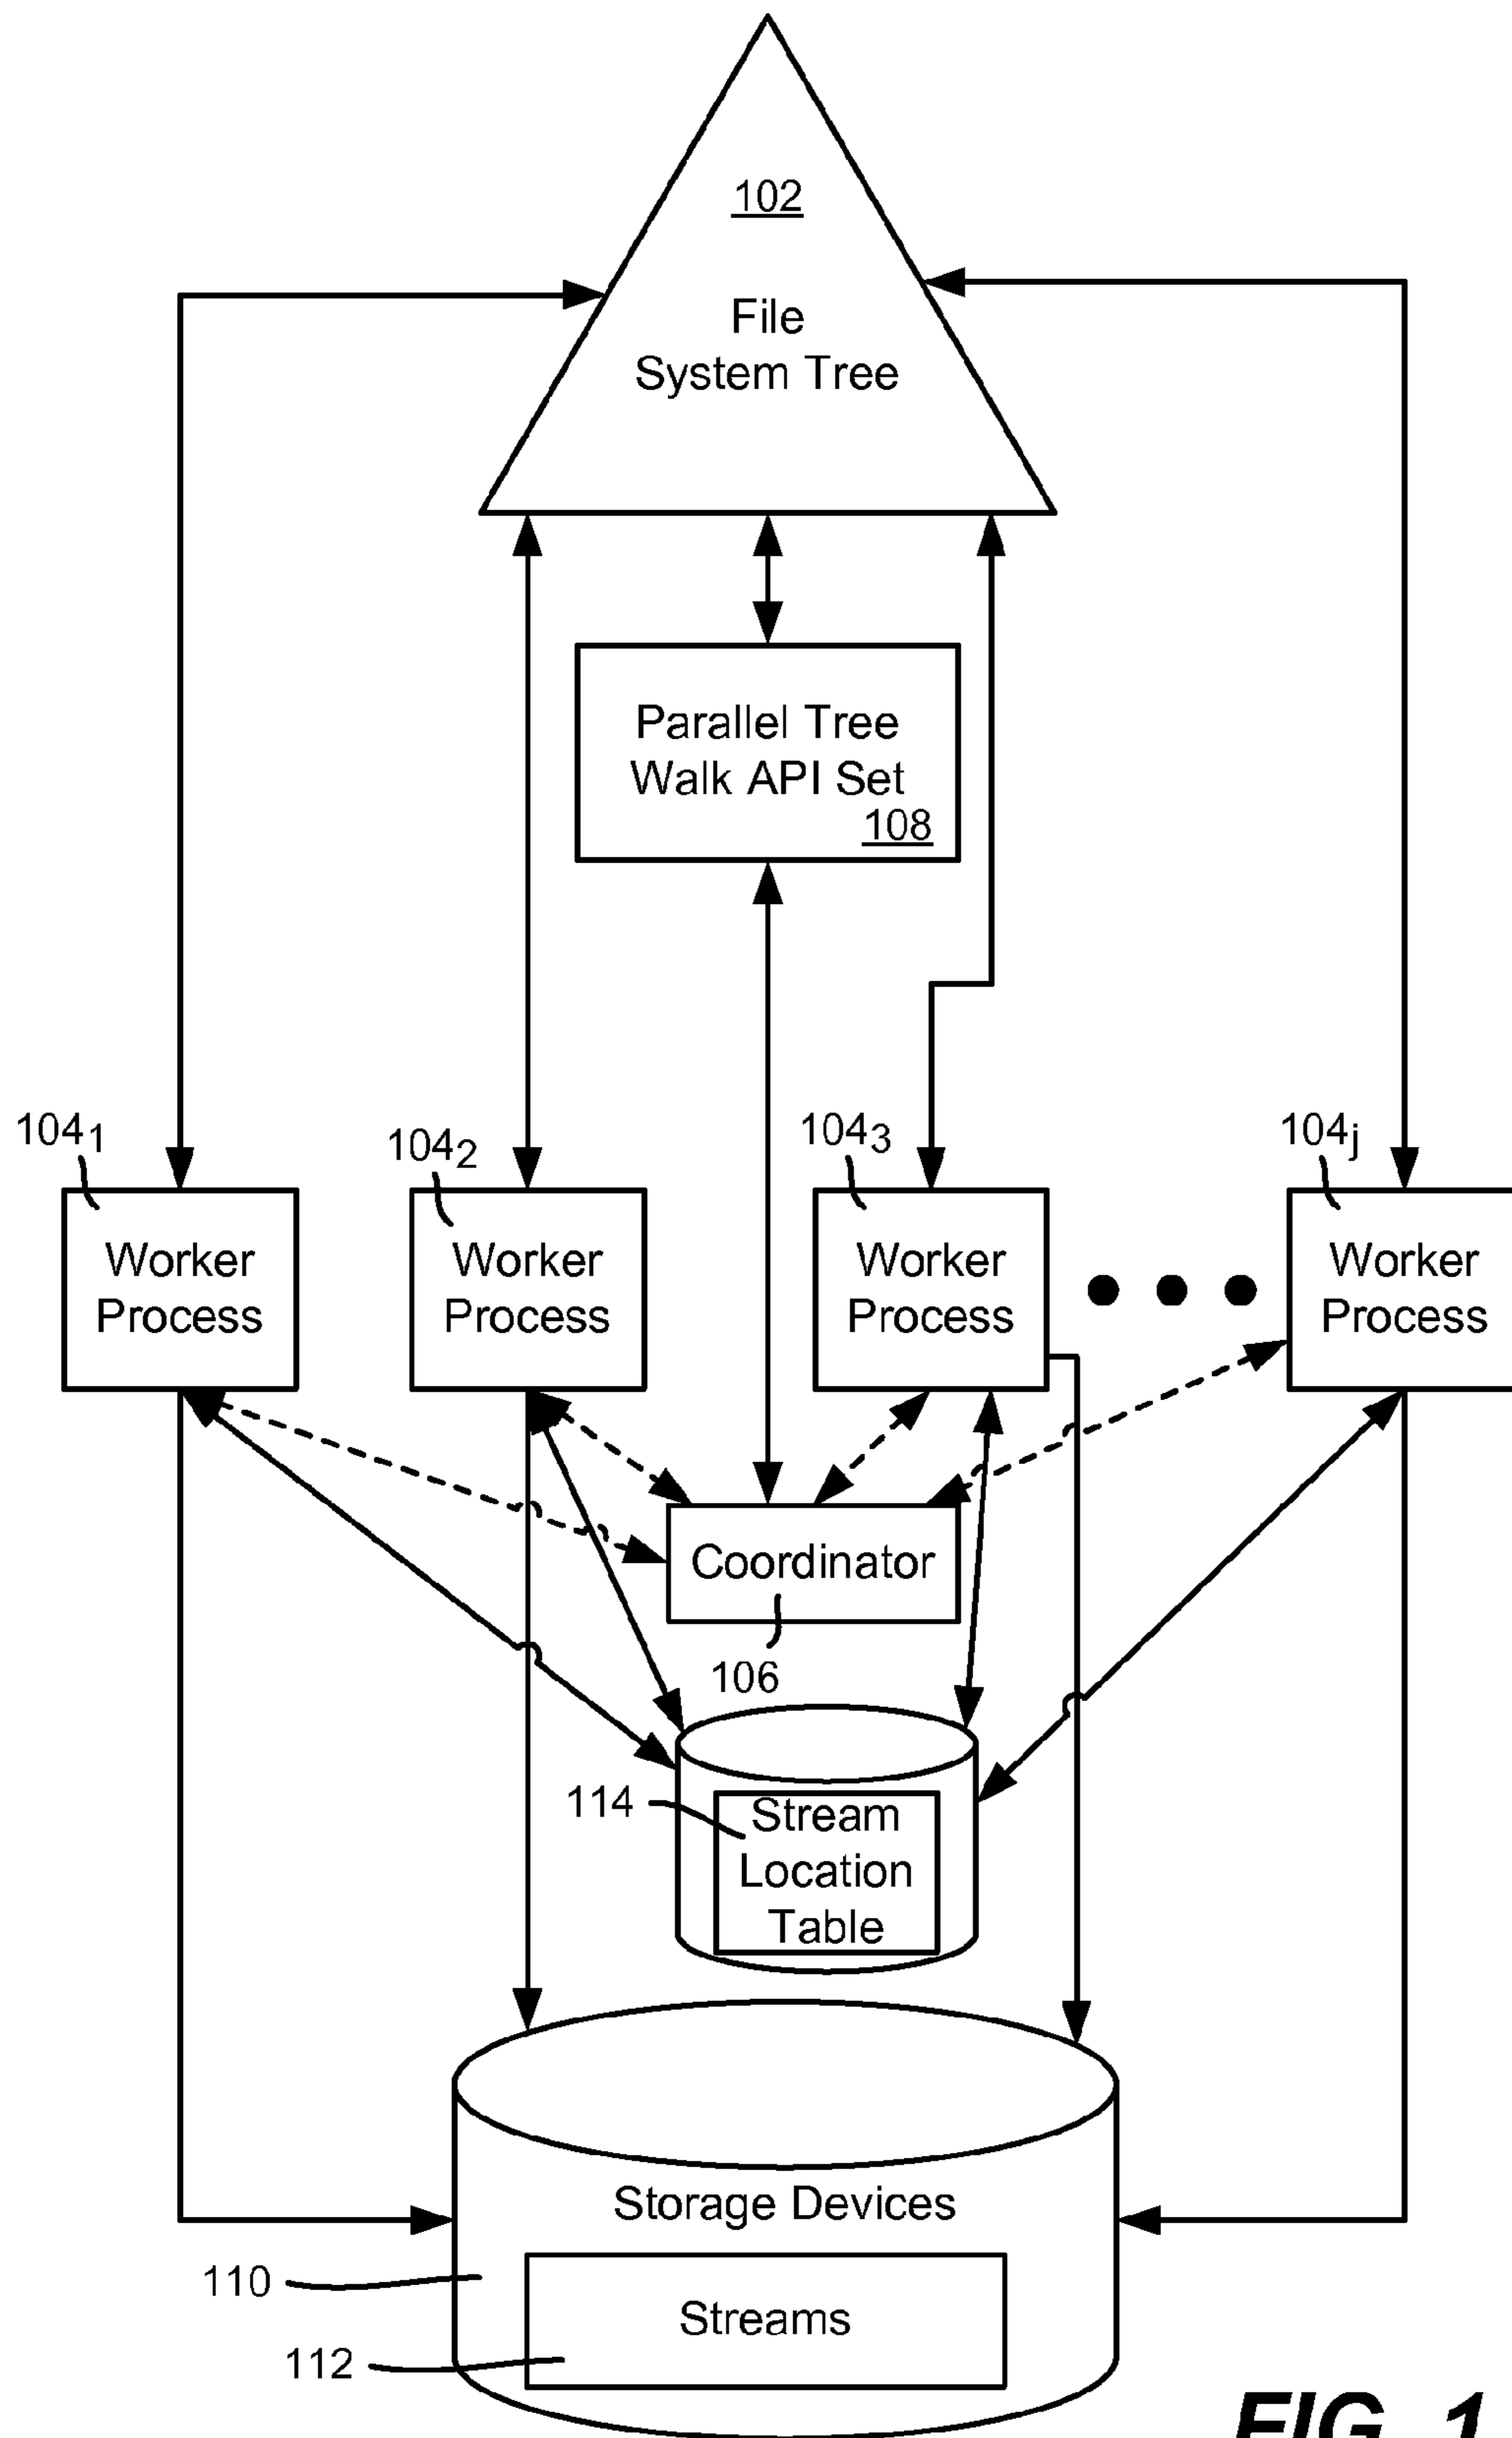 102
File
System Tree
Parallel Tree
Walk API Set
108
104₁
104₂
104₃
104ⱼ
Worker
Process
Worker
Process
Worker
Process
Worker
Process
Coordinator
106
114
Stream
Location
Table
Storage Devices
110
Streams
112
FIG. 1